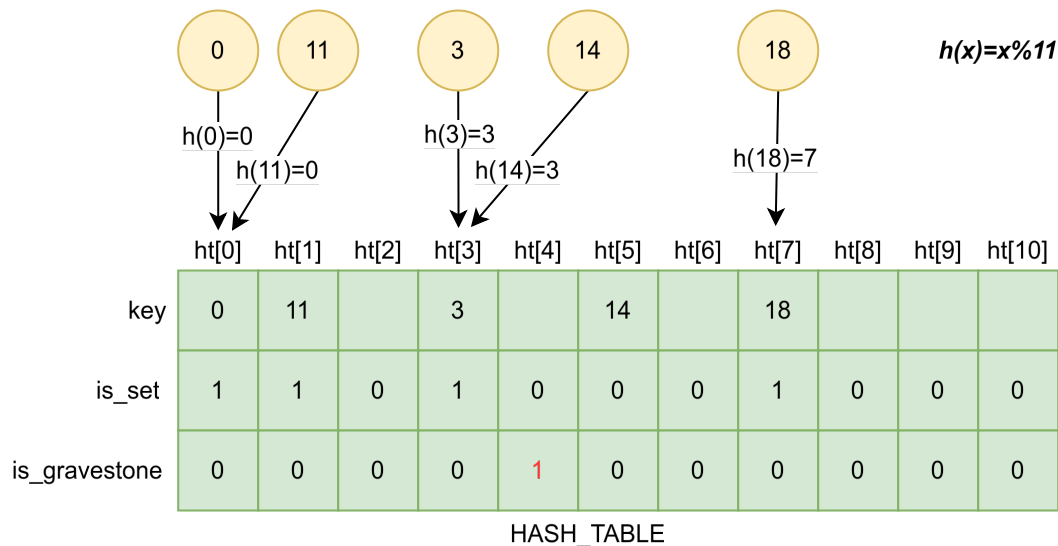 0 11 3 14 18 h(x)=x%11
h(0)=0 h(3)=3
h(11)=0 h(14)=3 h(18)=7
ht[0] ht[1] ht[2] ht[3] ht[4] ht[5] ht[6] ht[7] ht[8] ht[9] ht[10]
key 0 11 3 14 18
is_set 1 1 0 1 0 0 0 1 0 0 0
is_gravestone 0 0 0 0 1 0 0 0 0 0 0
HASH_TABLE